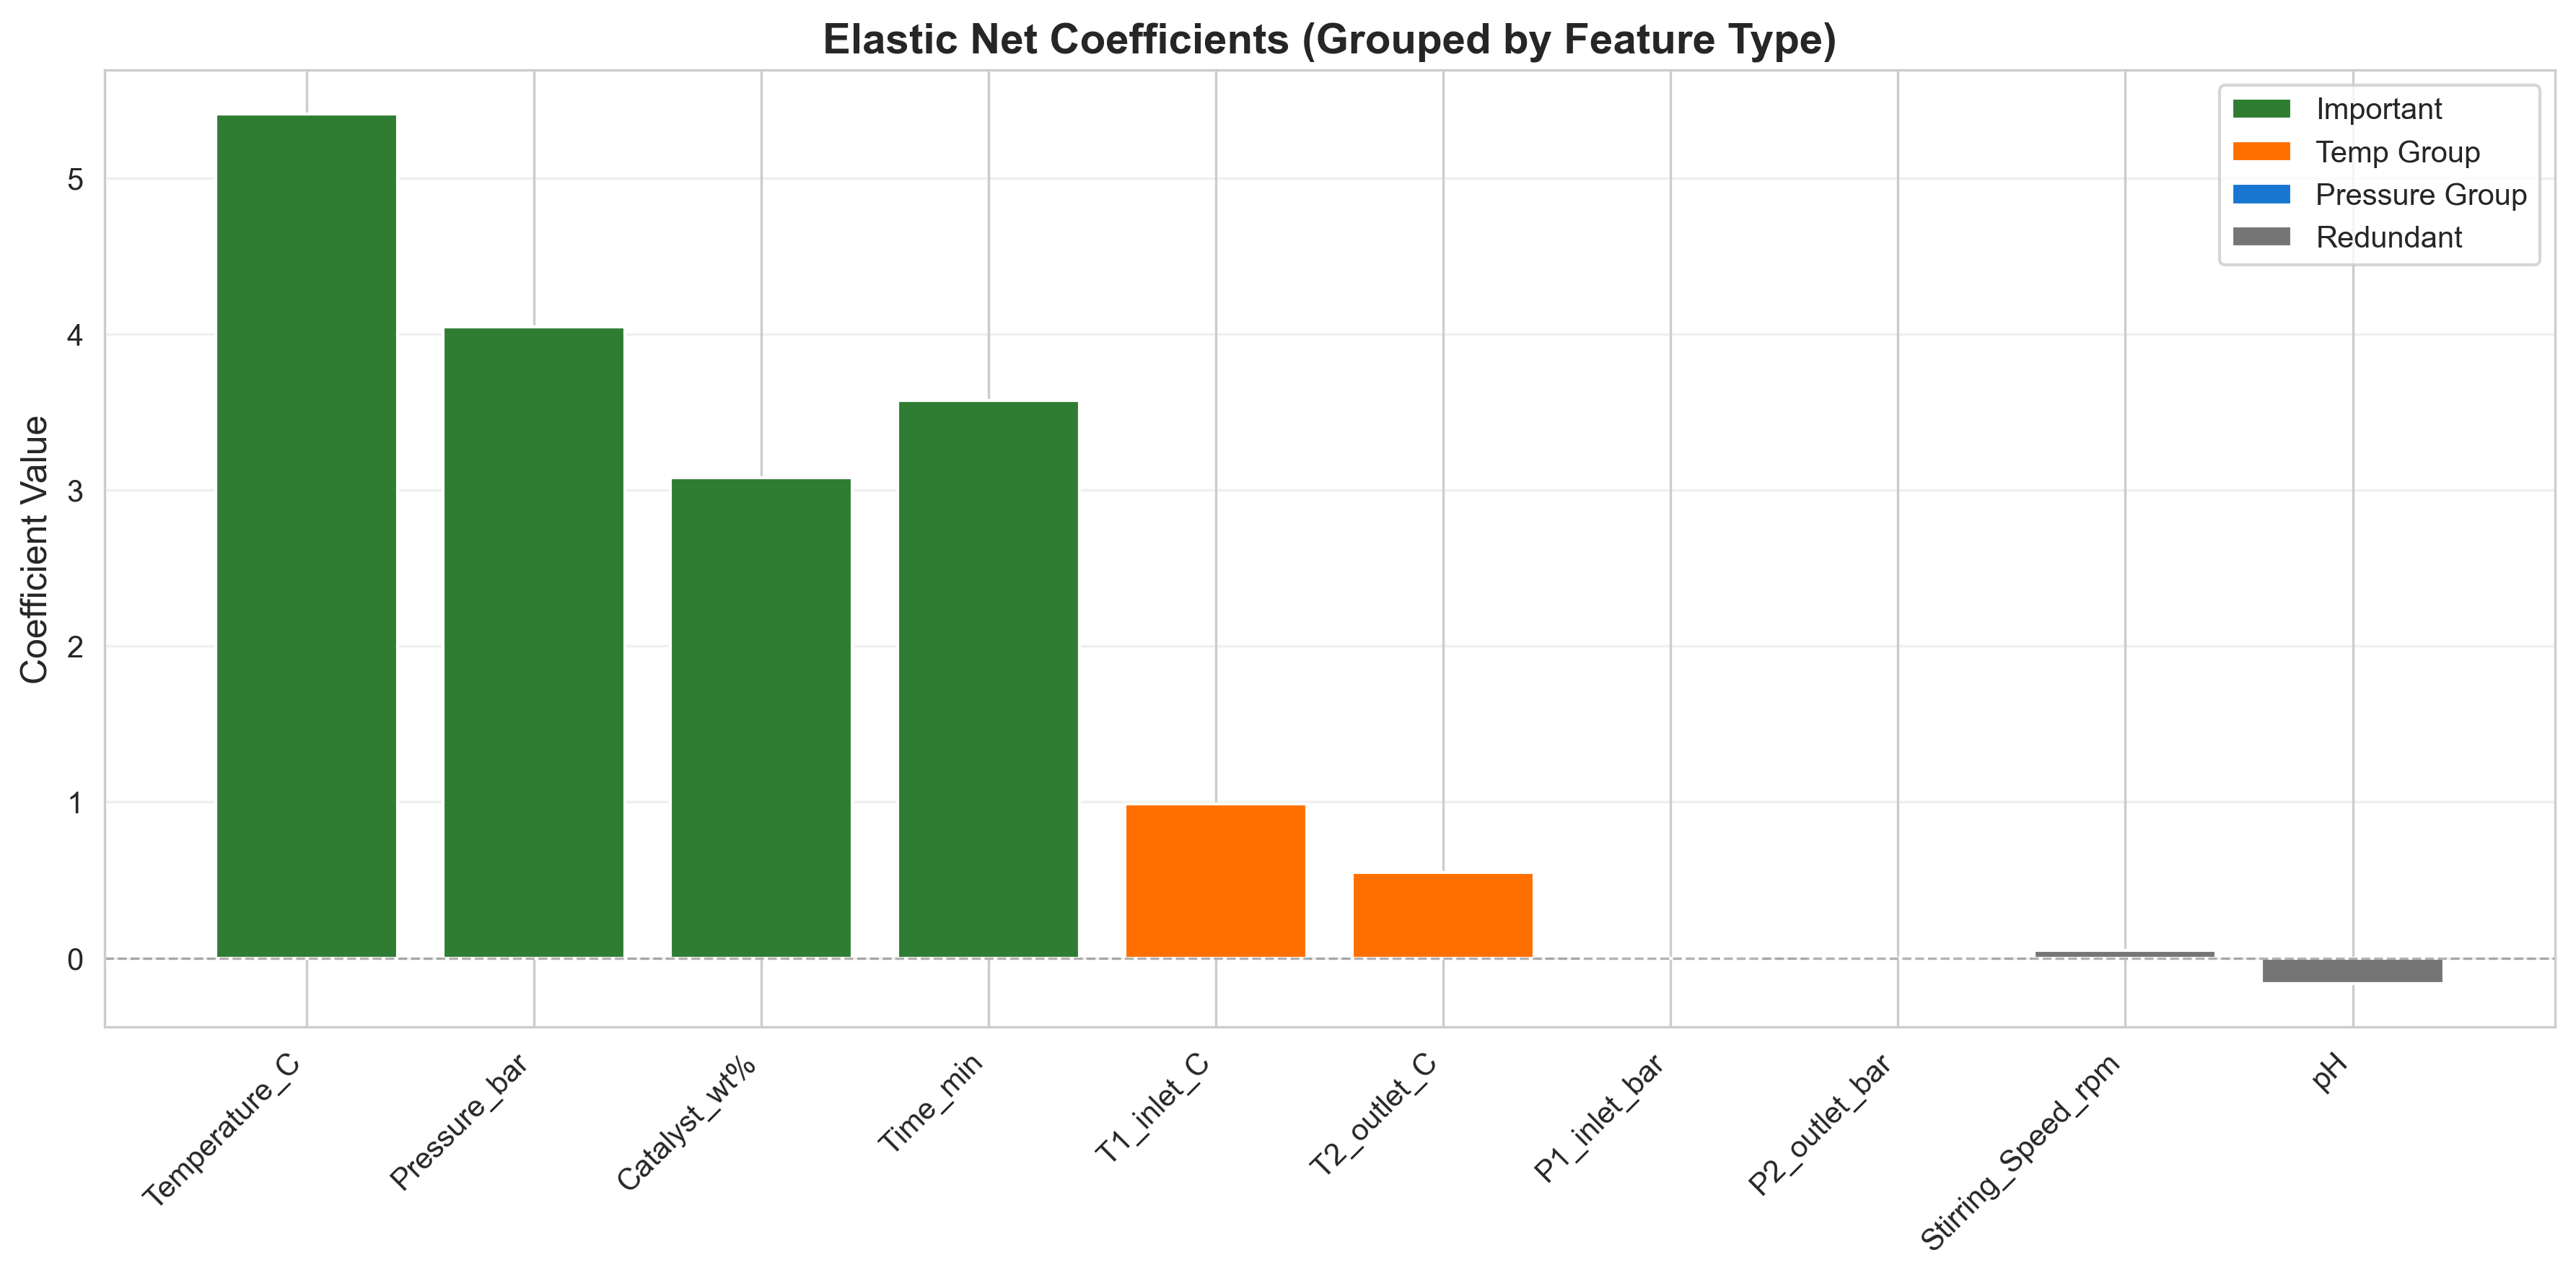 Elastic Net Coefficients (Grouped by Feature Type)
Important
Temp Group
Pressure Group
Redundant
Coefficient Value
5
4
3
2
1
0
Temperature_C
Pressure_bar
Catalyst_wt%
Time_min
T1_inlet_C
T2_outlet_C
P1_inlet_bar
P2_outlet_bar
Stirring_Speed_rpm
pH